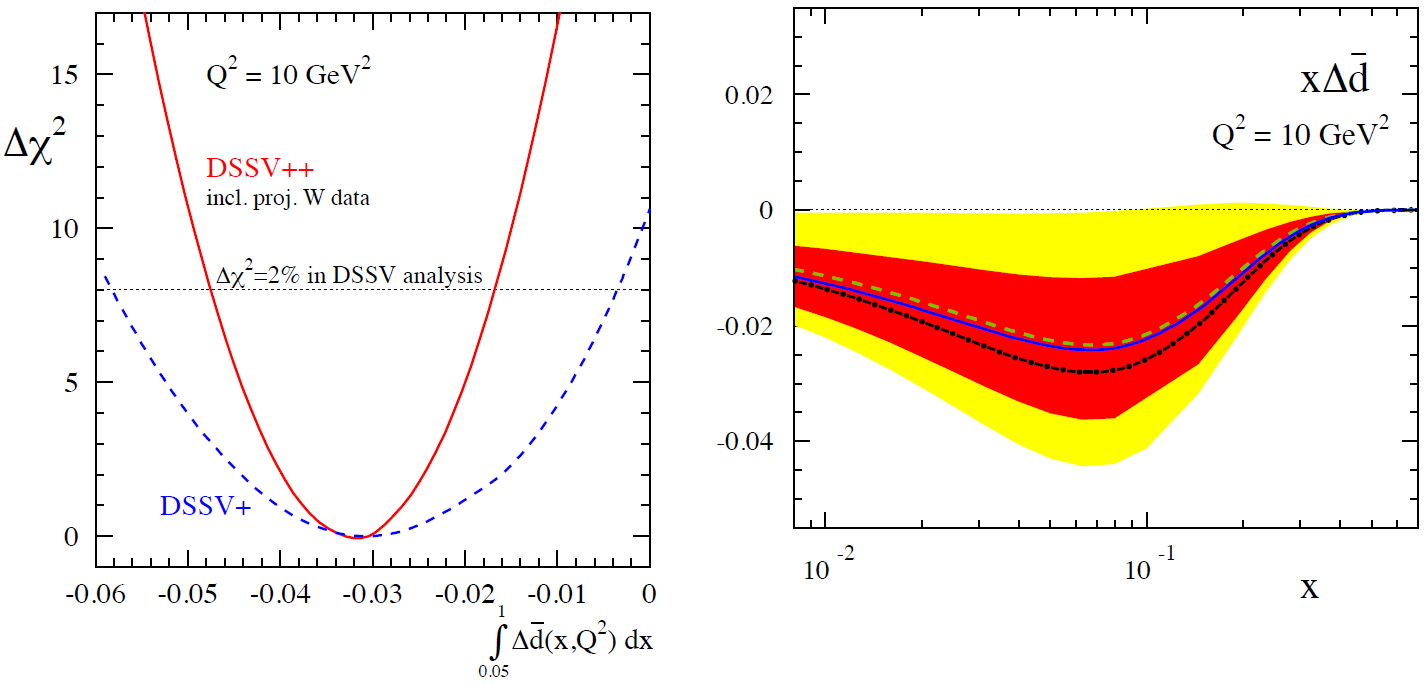 15
10
5
0
Δχ²
Q² = 10 GeV²
DSSV++
incl. proj. W data
Δχ²=2% in DSSV analysis
DSSV+
-0.06 -0.05 -0.04 -0.03 -0.02 -0.01 0
∫ 0.05 1 Δd̄(x,Q²) dx
0.02
0
-0.02
-0.04
xΔd̄
Q² = 10 GeV²
10⁻² 10⁻¹
x